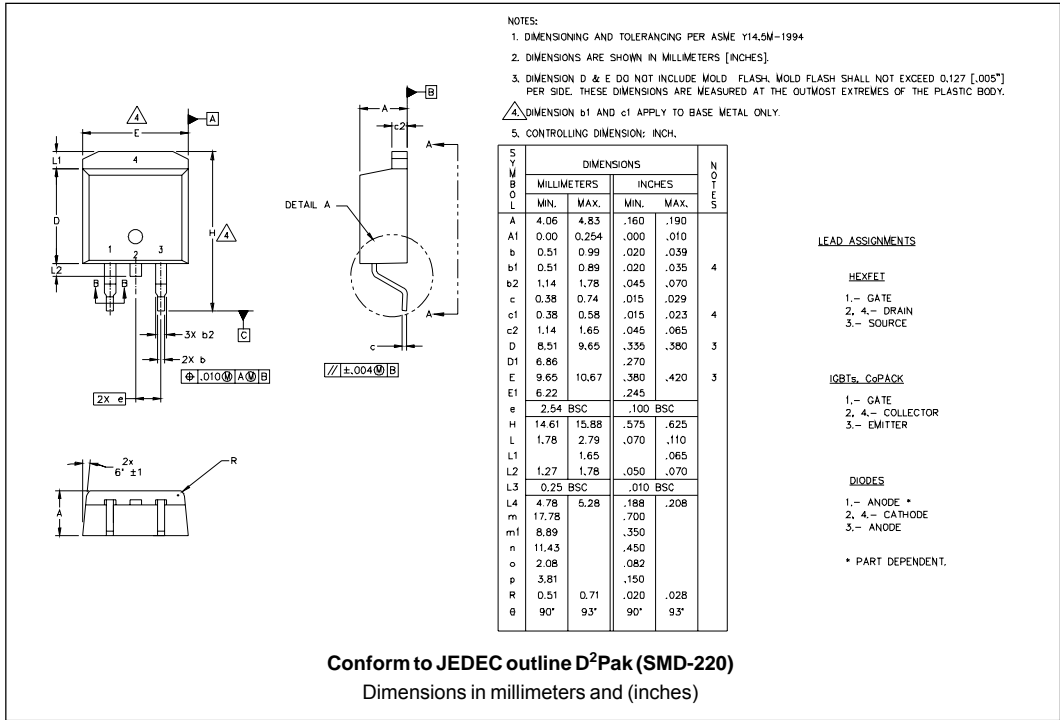 NOTES:
1. DIMENSIONING AND TOLERANCING PER ASME Y14.5M-1994
2. DIMENSIONS ARE SHOWN IN MILLIMETERS [INCHES].
3. DIMENSION D & E DO NOT INCLUDE MOLD FLASH. MOLD FLASH SHALL NOT EXCEED 0.127 [.005"]
PER SIDE. THESE DIMENSIONS ARE MEASURED AT THE OUTMOST EXTREMES OF THE PLASTIC BODY.
4. DIMENSION b1 AND c1 APPLY TO BASE METAL ONLY.
5. CONTROLLING DIMENSION: INCH.
4
E
A
L1
4
D
H 4
1 2 3
L2
B B
C
3X b2
2X b
⌖ .010Ⓜ AⓂ B
2X e
A
B
c2
A
DETAIL A
A
c
// ±.004Ⓜ B
2x
6° ±1
R
A
SYMBOL DIMENSIONS NOTES
MILLIMETERS INCHES
MIN. MAX. MIN. MAX.
A 4.06 4.83 .160 .190
A1 0.00 0.254 .000 .010
b 0.51 0.99 .020 .039
b1 0.51 0.89 .020 .035 4
b2 1.14 1.78 .045 .070
c 0.38 0.74 .015 .029
c1 0.38 0.58 .015 .023 4
c2 1.14 1.65 .045 .065
D 8.51 9.65 .335 .380 3
D1 6.86 .270
E 9.65 10.67 .380 .420 3
E1 6.22 .245
e 2.54 BSC .100 BSC
H 14.61 15.88 .575 .625
L 1.78 2.79 .070 .110
L1 1.65 .065
L2 1.27 1.78 .050 .070
L3 0.25 BSC .010 BSC
L4 4.78 5.28 .188 .208
m 17.78 .700
m1 8.89 .350
n 11.43 .450
o 2.08 .082
p 3.81 .150
R 0.51 0.71 .020 .028
θ 90° 93° 90° 93°
LEAD ASSIGNMENTS
HEXFET
1.- GATE
2, 4.- DRAIN
3.- SOURCE
IGBTs, CoPACK
1.- GATE
2, 4.- COLLECTOR
3.- EMITTER
DIODES
1.- ANODE *
2, 4.- CATHODE
3.- ANODE
* PART DEPENDENT.
Conform to JEDEC outline D²Pak (SMD-220)
Dimensions in millimeters and (inches)